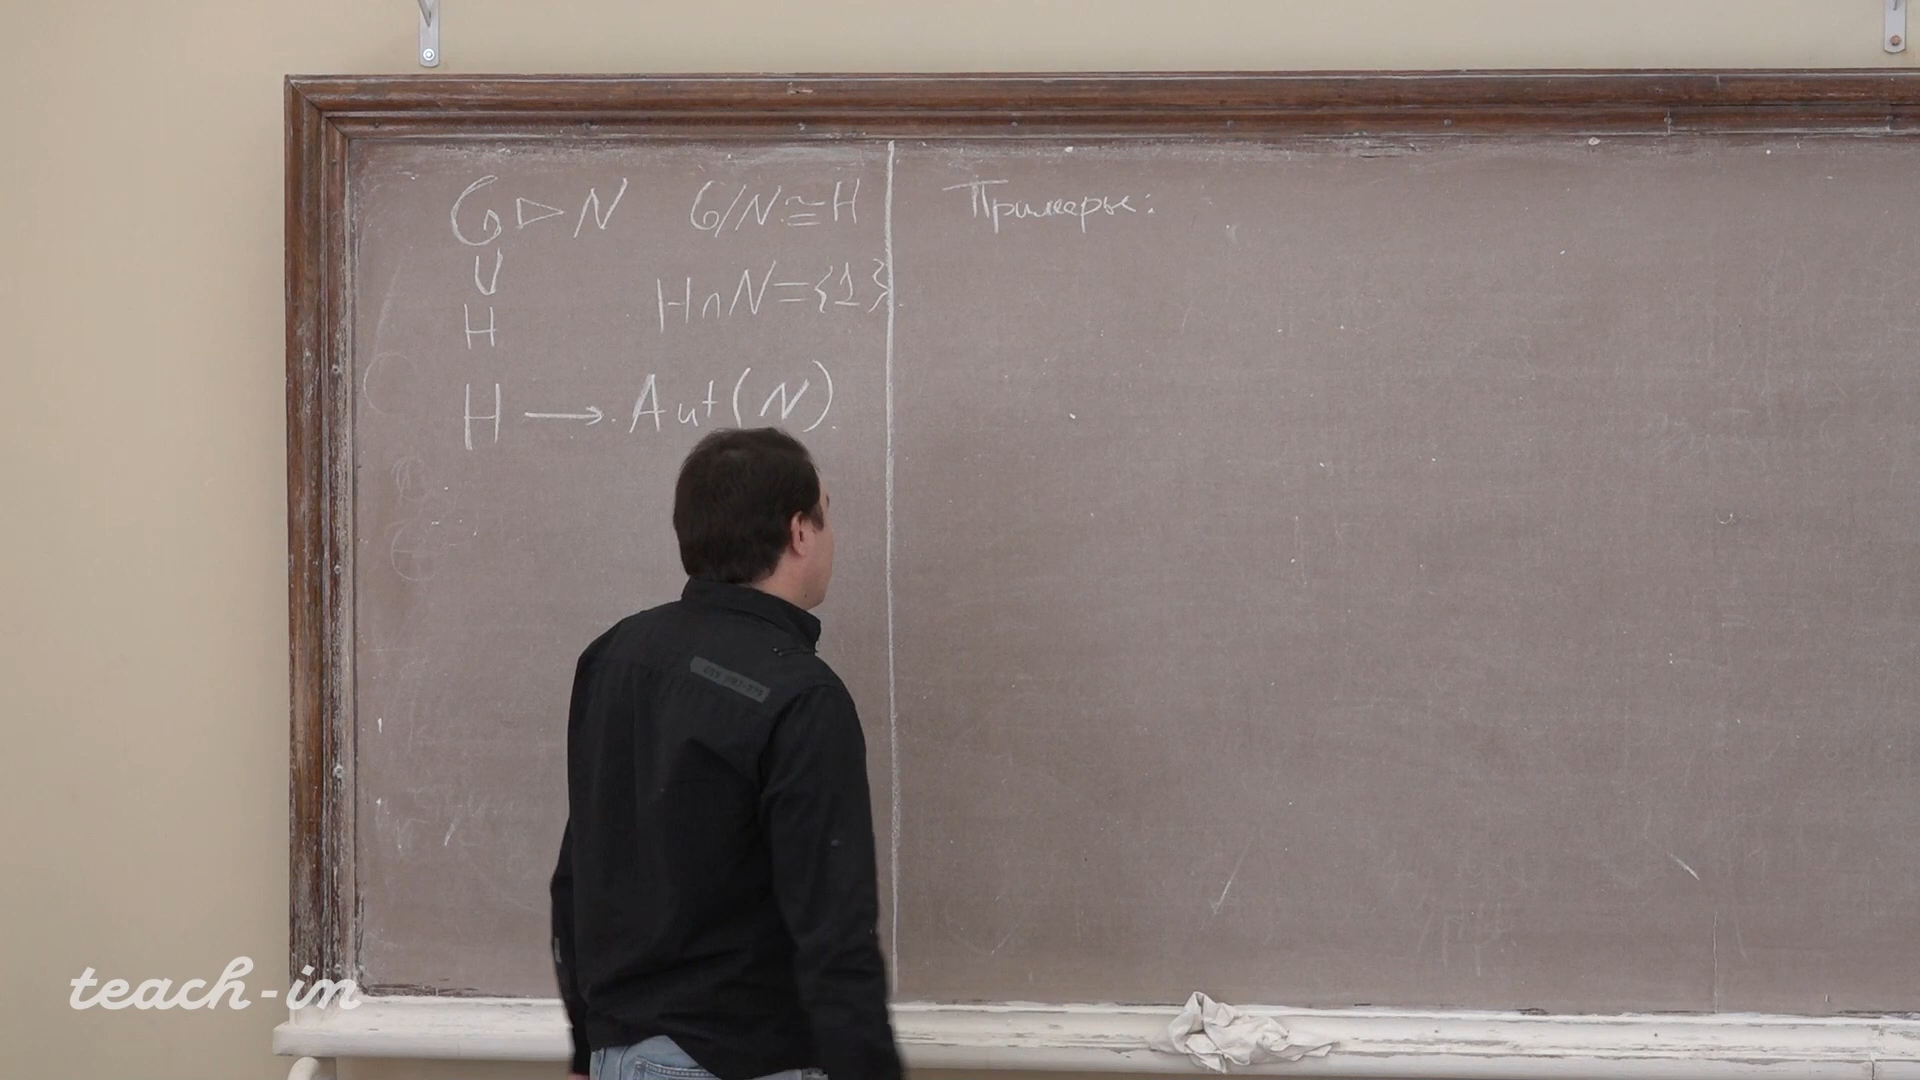 G ▷ N G/N ≅ H
∪
H∩N={1}
H
H → Aut(N)
Примеры:
teach-in